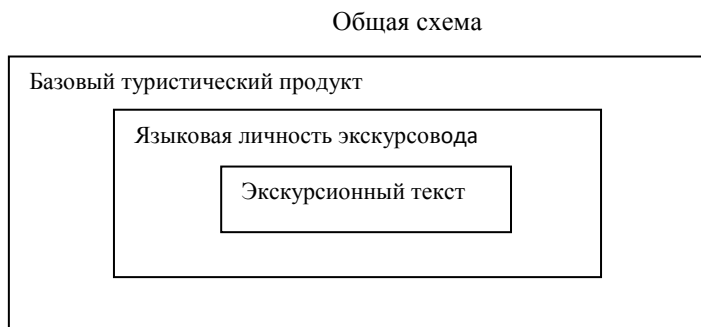 Общая схема
Базовый туристический продукт
Языковая личность экскурсовода
Экскурсионный текст